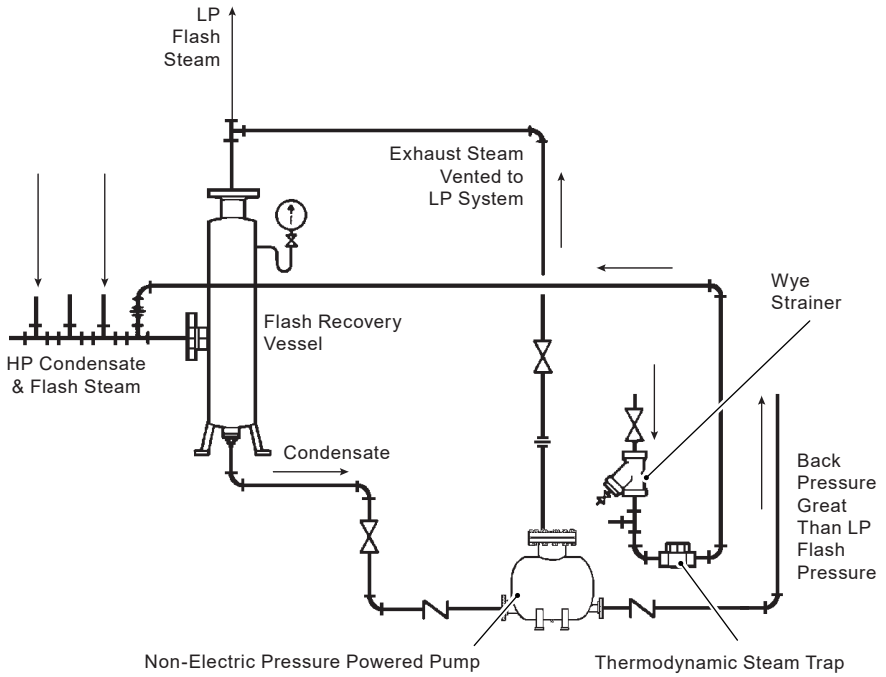 LP
Flash
Steam
Exhaust Steam
Vented to
LP System
Wye
Strainer
Flash Recovery
Vessel
HP Condensate
& Flash Steam
Condensate
Back
Pressure
Great
Than LP
Flash
Pressure
Non-Electric Pressure Powered Pump
Thermodynamic Steam Trap